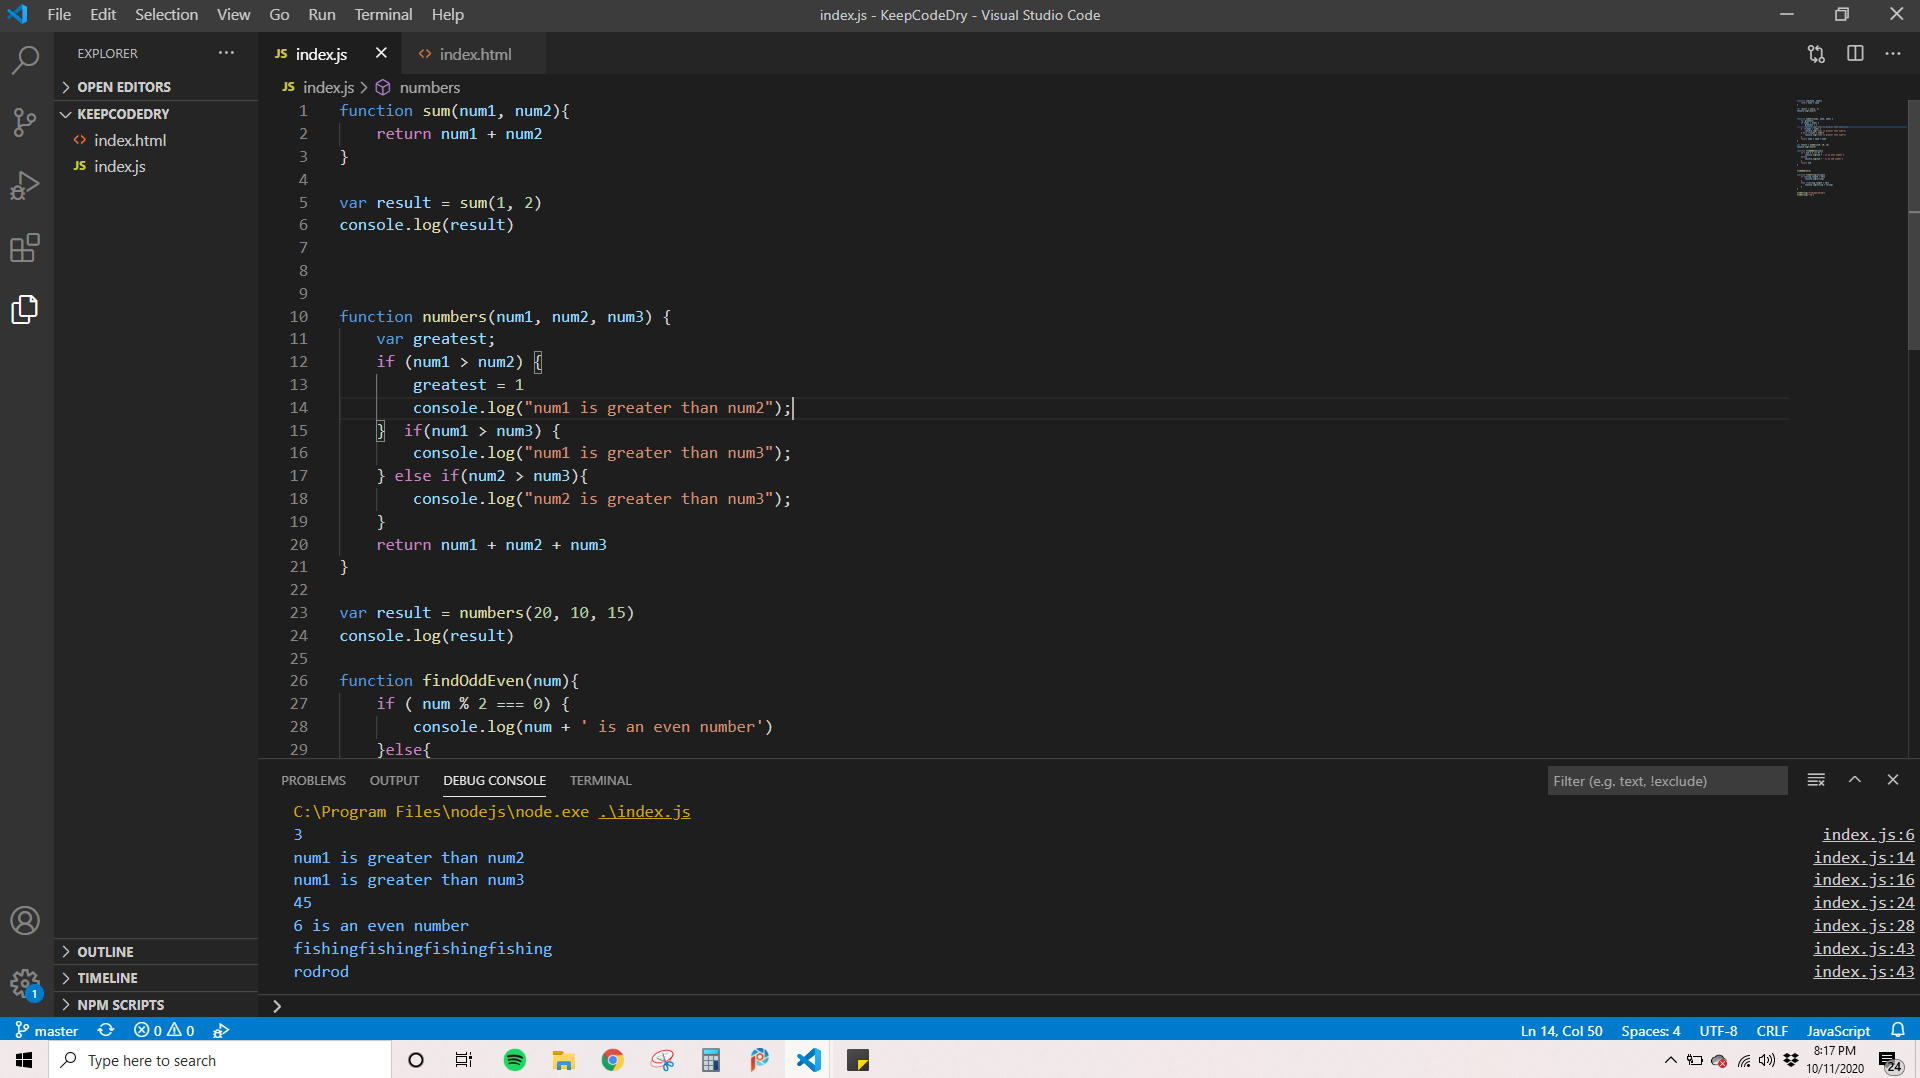 File Edit Selection View Go Run Terminal Help
index.js - KeepCodeDry - Visual Studio Code
EXPLORER
OPEN EDITORS
KEEPCODEDRY
index.html
JS index.js
OUTLINE
TIMELINE
NPM SCRIPTS
JS index.js index.html
JS index.js > numbers
1 function sum(num1, num2){
2 return num1 + num2
3 }
4
5 var result = sum(1, 2)
6 console.log(result)
7
8
9
10 function numbers(num1, num2, num3) {
11 var greatest;
12 if (num1 > num2) {
13 greatest = 1
14 console.log("num1 is greater than num2");
15 }  if(num1 > num3) {
16 console.log("num1 is greater than num3");
17 } else if(num2 > num3){
18 console.log("num2 is greater than num3");
19 }
20 return num1 + num2 + num3
21 }
22
23 var result = numbers(20, 10, 15)
24 console.log(result)
25
26 function findOddEven(num){
27 if ( num % 2 === 0) {
28 console.log(num + ' is an even number')
29 }else{
PROBLEMS OUTPUT DEBUG CONSOLE TERMINAL
Filter (e.g. text, !exclude)
C:\Program Files\nodejs\node.exe .\index.js
3 index.js:6
num1 is greater than num2 index.js:14
num1 is greater than num3 index.js:16
45 index.js:24
6 is an even number index.js:28
fishingfishingfishingfishing index.js:43
rodrod index.js:43
1
master 0 0
Ln 14, Col 50 Spaces: 4 UTF-8 CRLF JavaScript
Type here to search
8:17 PM
10/11/2020
24